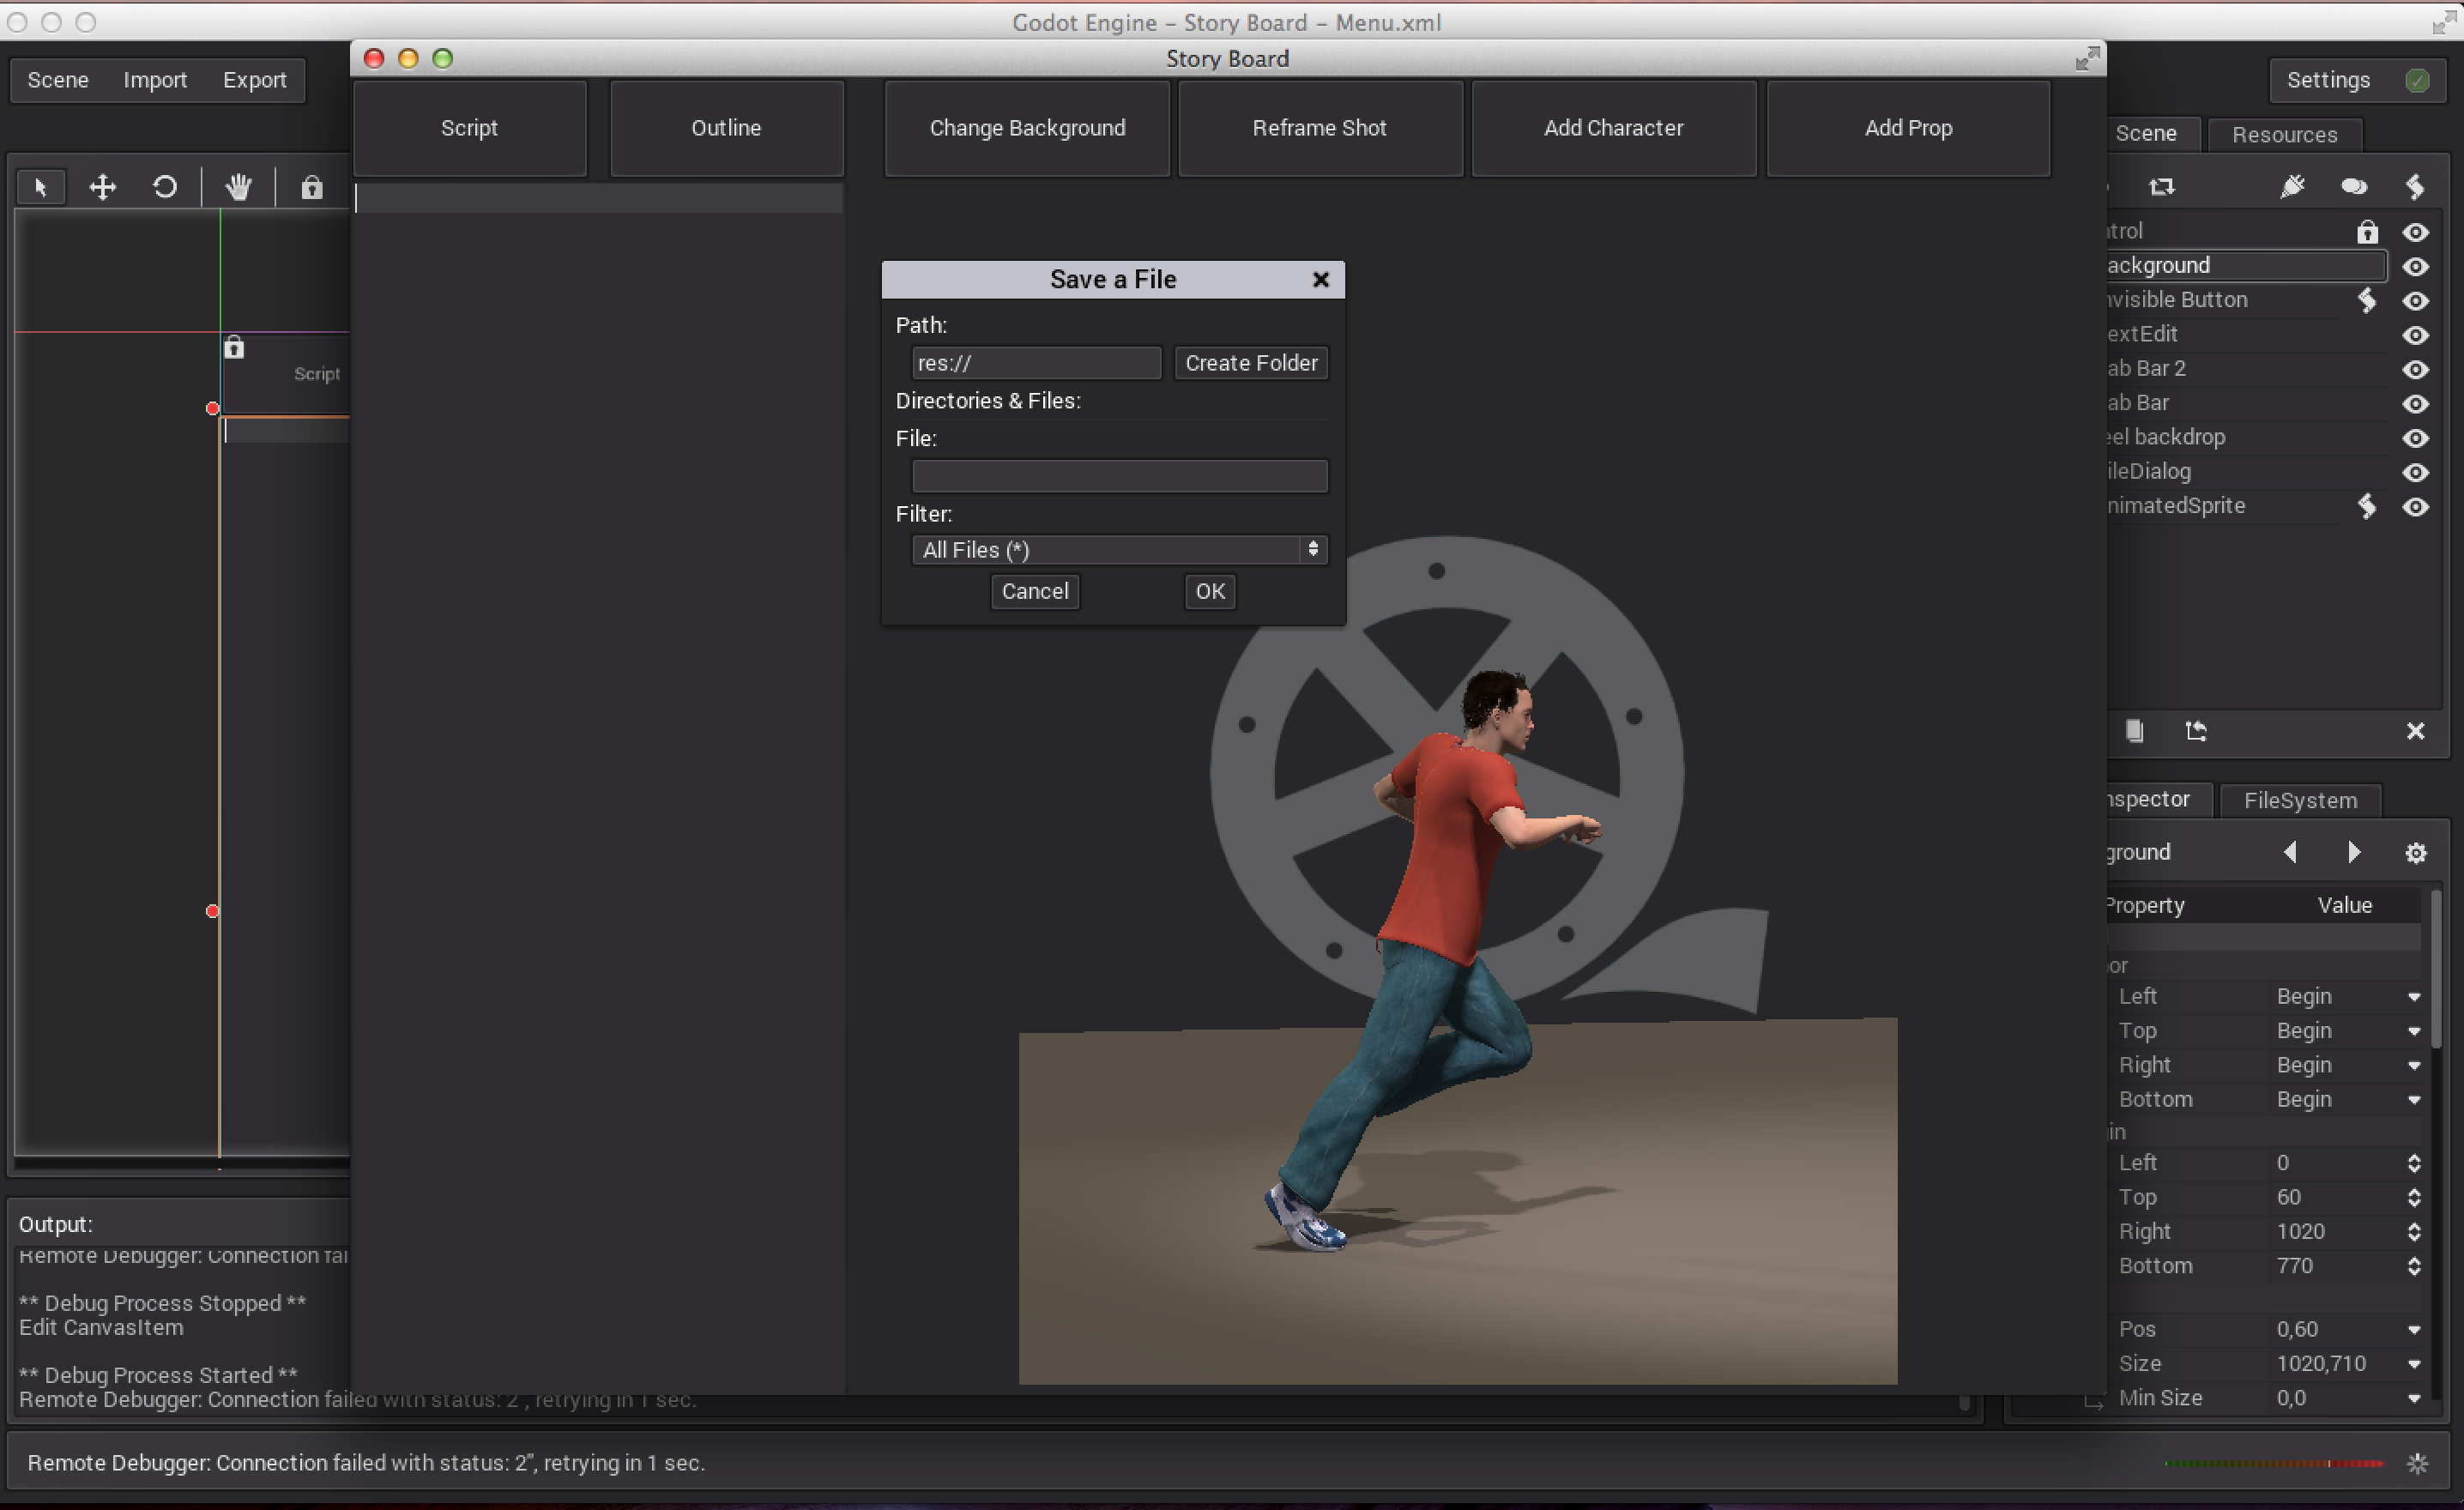 Godot Engine – Story Board – Menu.xml
Story Board
Scene Import Export
Settings
Script
Outline
Change Background
Reframe Shot
Add Character
Add Prop
Scene
Resources
Script
Save a File
Path:
res://
Create Folder
Directories & Files:
File:
Filter:
All Files (*)
Cancel
OK
ntrol
ackground
nvisible Button
extEdit
ab Bar 2
ab Bar
eel backdrop
ileDialog
nimatedSprite
nspector
FileSystem
ground
Property Value
or
Left Begin
Top Begin
Right Begin
Bottom Begin
in
Left 0
Top 60
Right 1020
Bottom 770
Pos 0,60
Size 1020,710
Min Size 0,0
Output:
Remote Debugger: Connection fai
** Debug Process Stopped **
Edit CanvasItem
** Debug Process Started **
Remote Debugger: Connection failed with status: 2", retrying in 1 sec.
Remote Debugger: Connection failed with status: 2", retrying in 1 sec.